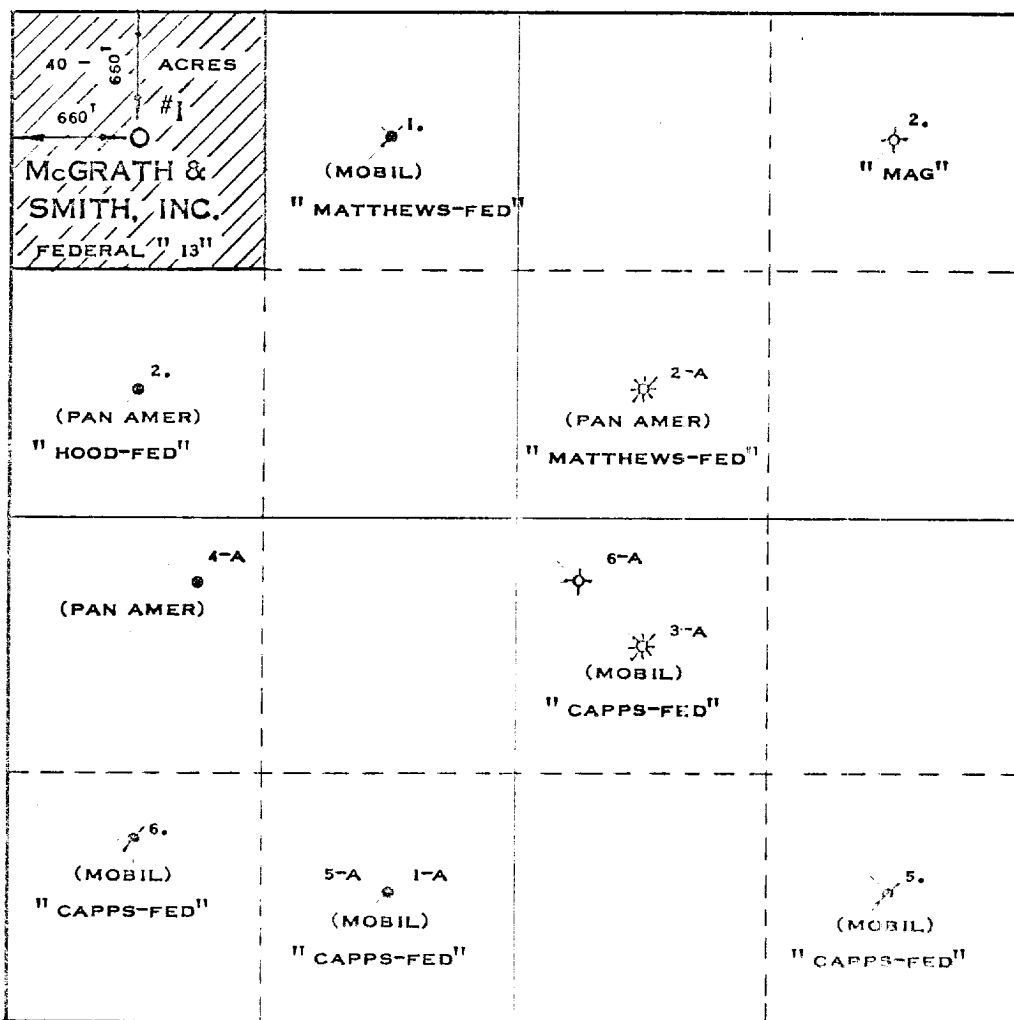 40 – ACRES
660'
#1
660'
McGRATH &
SMITH, INC.
FEDERAL "13"
1.
(MOBIL)
"MATTHEWS-FED"
2.
"MAG"
2.
(PAN AMER)
"HOOD-FED"
2-A
(PAN AMER)
"MATTHEWS-FED"
4-A
(PAN AMER)
6-A
3-A
(MOBIL)
"CAPPS-FED"
6.
(MOBIL)
"CAPPS-FED"
5-A 1-A
(MOBIL)
"CAPPS-FED"
5.
(MOBIL)
"CAPPS-FED"